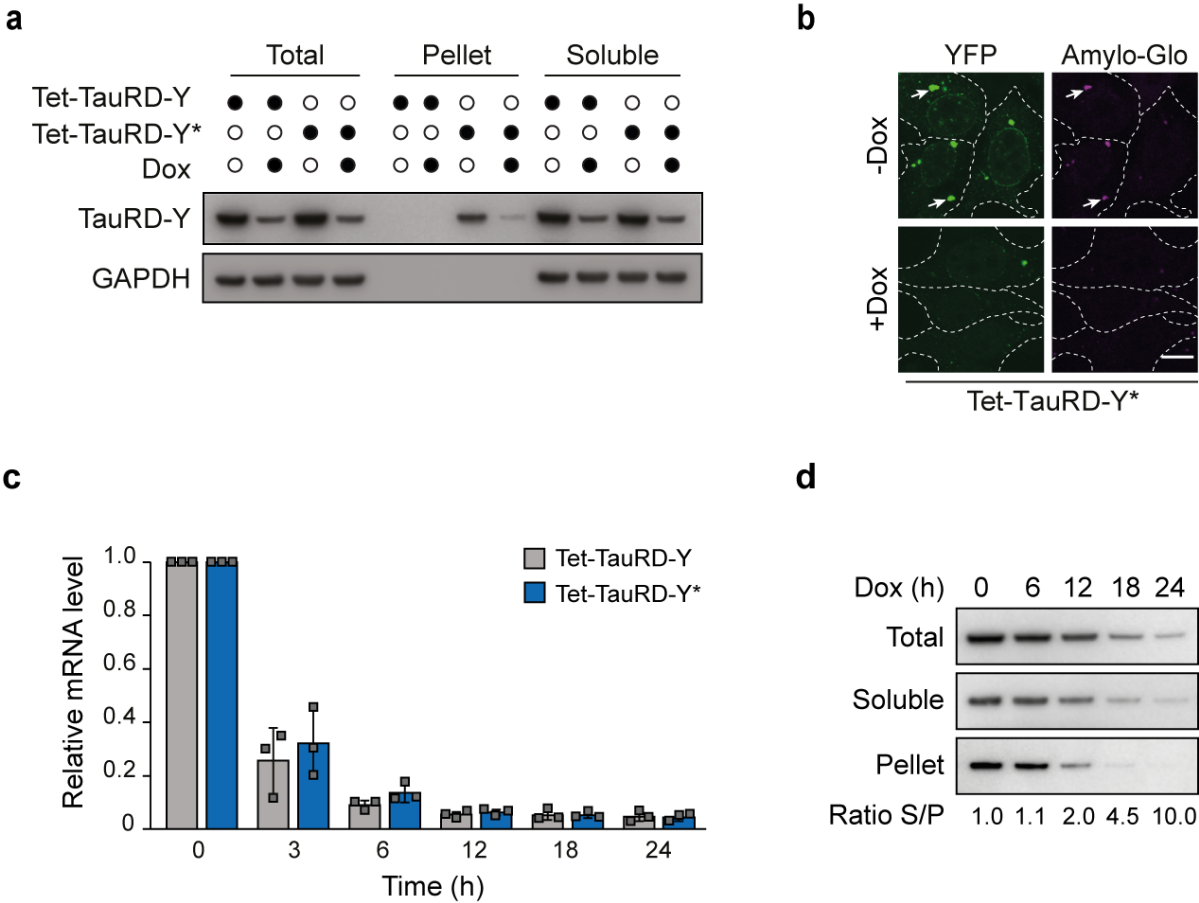 a
Total Pellet Soluble
Tet-TauRD-Y
Tet-TauRD-Y*
Dox
TauRD-Y
GAPDH
b
YFP Amylo-Glo
-Dox
+Dox
Tet-TauRD-Y*
c
Relative mRNA level
1.0
0.8
0.6
0.4
0.2
0
Tet-TauRD-Y
Tet-TauRD-Y*
0 3 6 12 18 24
Time (h)
d
Dox (h) 0 6 12 18 24
Total
Soluble
Pellet
Ratio S/P 1.0 1.1 2.0 4.5 10.0